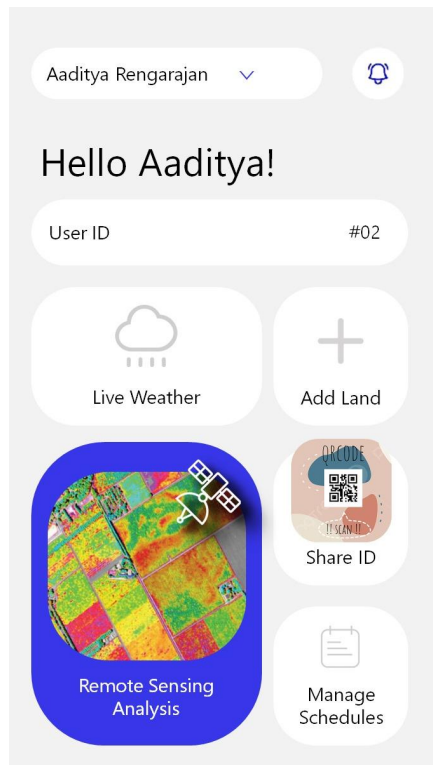 Aaditya Rengarajan
Hello Aaditya!
User ID #02
Live Weather
Add Land
QRCODE
!! SCAN !!
Share ID
Remote Sensing
Analysis
Manage
Schedules